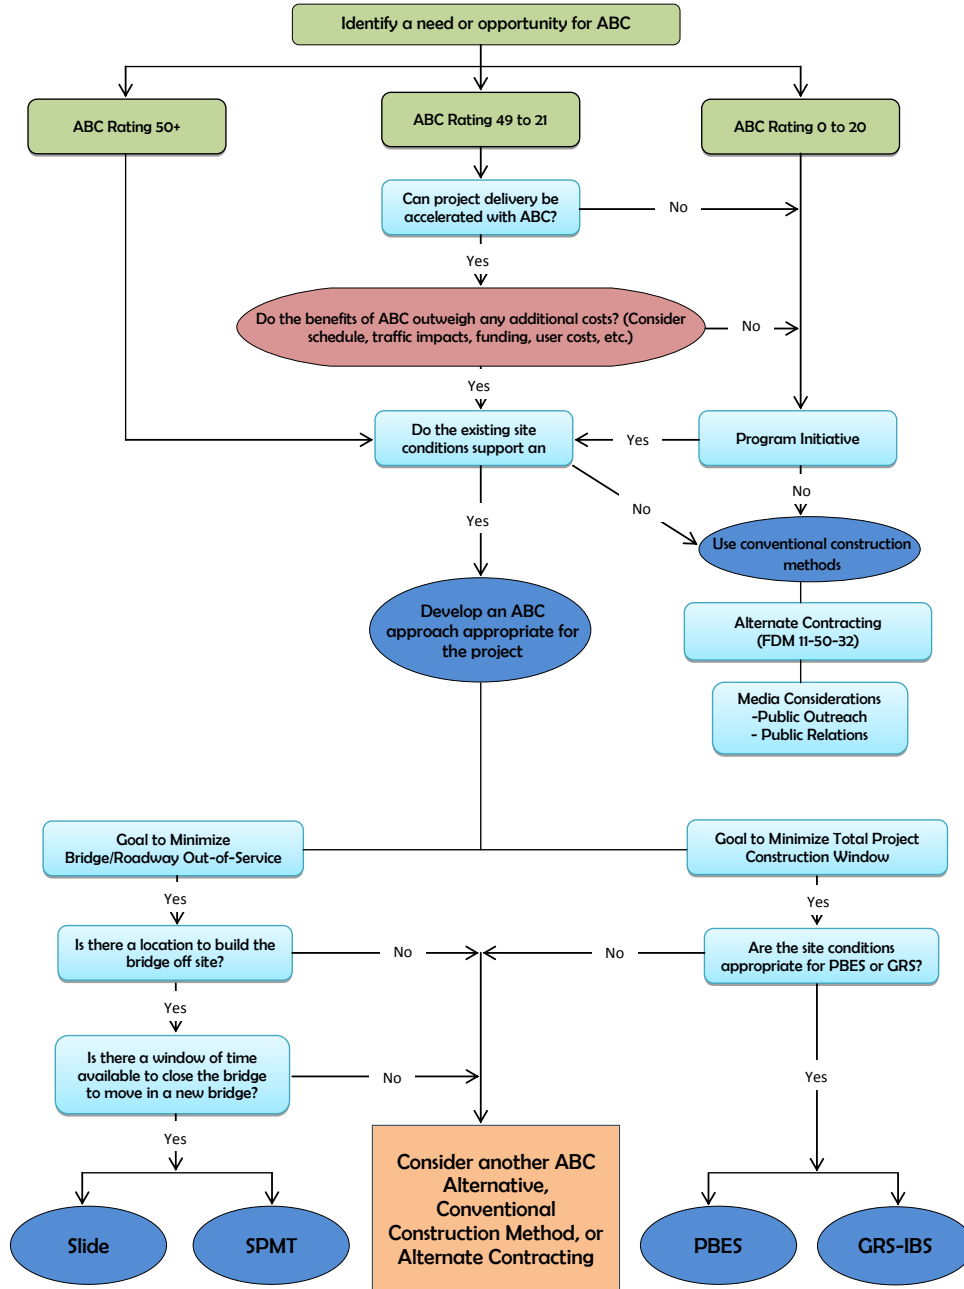 Identify a need or opportunity for ABC
ABC Rating 50+
ABC Rating 49 to 21
ABC Rating 0 to 20
Can project delivery be
accelerated with ABC?
No
Yes
Do the benefits of ABC outweigh any additional costs? (Consider
schedule, traffic impacts, funding, user costs, etc.)
No
Yes
Do the existing site
conditions support an
Yes
Program Initiative
No
No
Yes
Use conventional construction
methods
Develop an ABC
approach appropriate for
the project
Alternate Contracting
(FDM 11-50-32)
Media Considerations
-Public Outreach
- Public Relations
Goal to Minimize
Bridge/Roadway Out-of-Service
Goal to Minimize Total Project
Construction Window
Yes
Yes
Is there a location to build the
bridge off site?
No
No
Are the site conditions
appropriate for PBES or GRS?
Yes
Is there a window of time
available to close the bridge
to move in a new bridge?
No
Yes
Yes
Consider another ABC
Alternative,
Conventional
Construction Method, or
Alternate Contracting
Slide
SPMT
PBES
GRS-IBS